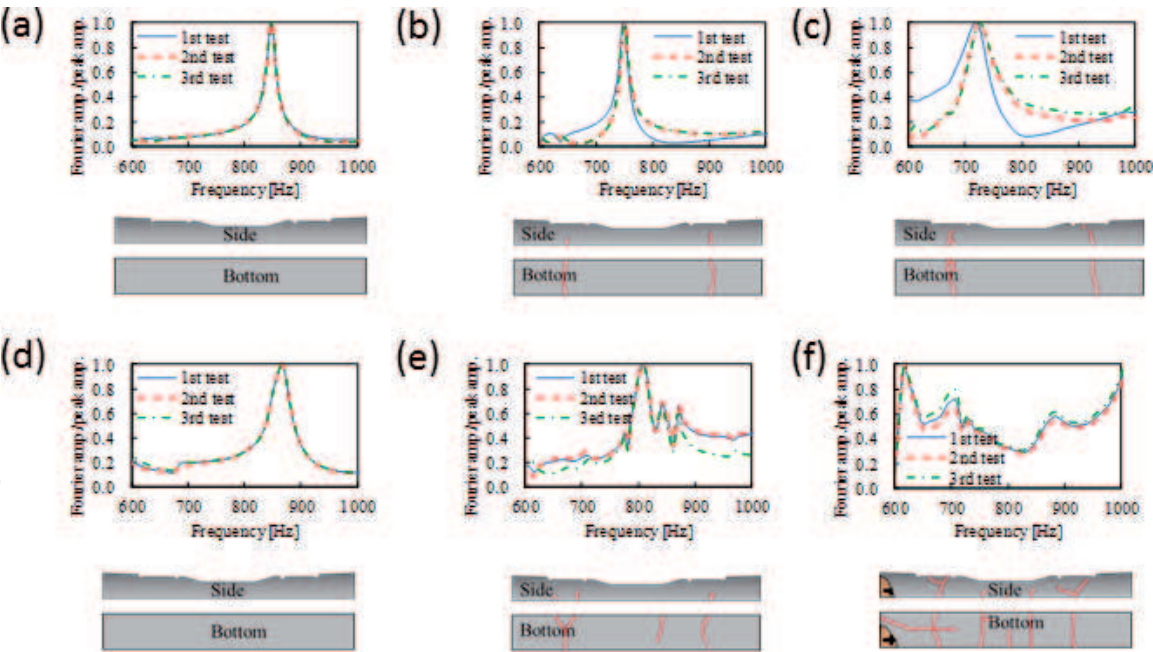 (a)
Fourier amp./peak amp.
1.0
0.8
0.6
0.4
0.2
0.0
1st test
2nd test
3rd test
600 700 800 900 1000
Frequency [Hz]
Side
Bottom
(b)
Fourier amp./peak amp.
1.0
0.8
0.6
0.4
0.2
0.0
1st test
2nd test
3rd test
600 700 800 900 1000
Frequency [Hz]
Side
Bottom
(c)
Fourier amp./peak amp.
1.0
0.8
0.6
0.4
0.2
0.0
1st test
2nd test
3rd test
600 700 800 900 1000
Frequency [Hz]
Side
Bottom
(d)
Fourier amp./peak amp.
1.0
0.8
0.6
0.4
0.2
0.0
1st test
2nd test
3rd test
600 700 800 900 1000
Frequency [Hz]
Side
Bottom
(e)
Fourier amp./peak amp.
1.0
0.8
0.6
0.4
0.2
0.0
1st test
2nd test
3ed test
600 700 800 900 1000
Frequency [Hz]
Side
Bottom
(f)
Fourier amp./peak amp.
1.0
0.8
0.6
0.4
0.2
0.0
1st test
2nd test
3rd test
600 700 800 900 1000
Frequency [Hz]
Side
Bottom